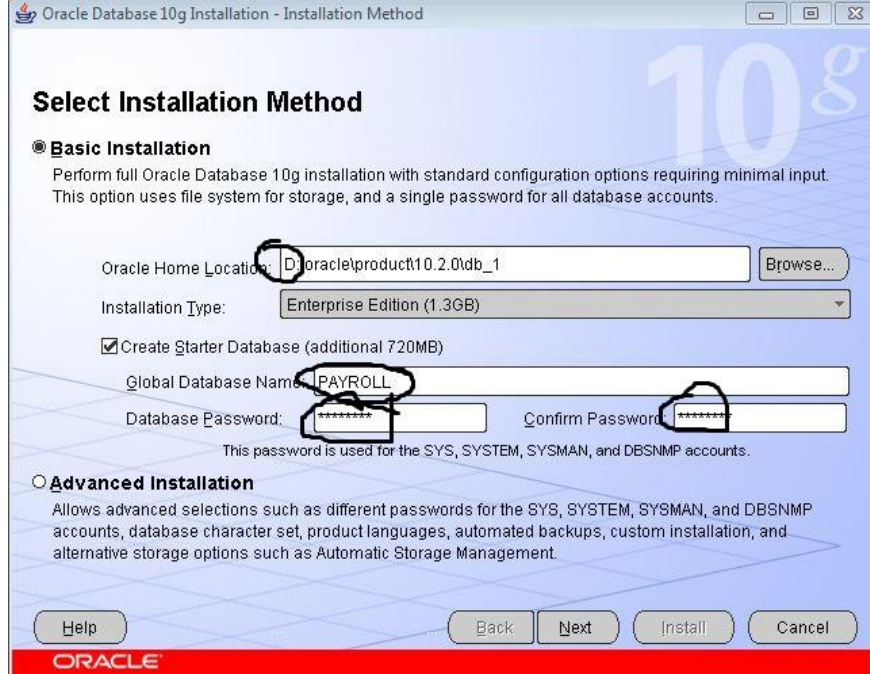 Oracle Database 10g Installation - Installation Method
10g
Select Installation Method
Basic Installation
Perform full Oracle Database 10g installation with standard configuration options requiring minimal input.
This option uses file system for storage, and a single password for all database accounts.
Oracle Home Location: D:\oracle\product\10.2.0\db_1 Browse...
Installation Type: Enterprise Edition (1.3GB)
Create Starter Database (additional 720MB)
Global Database Name: PAYROLL
Database Password: ******** Confirm Password: ********
This password is used for the SYS, SYSTEM, SYSMAN, and DBSNMP accounts.
Advanced Installation
Allows advanced selections such as different passwords for the SYS, SYSTEM, SYSMAN, and DBSNMP
accounts, database character set, product languages, automated backups, custom installation, and
alternative storage options such as Automatic Storage Management.
Help Back Next Install Cancel
ORACLE